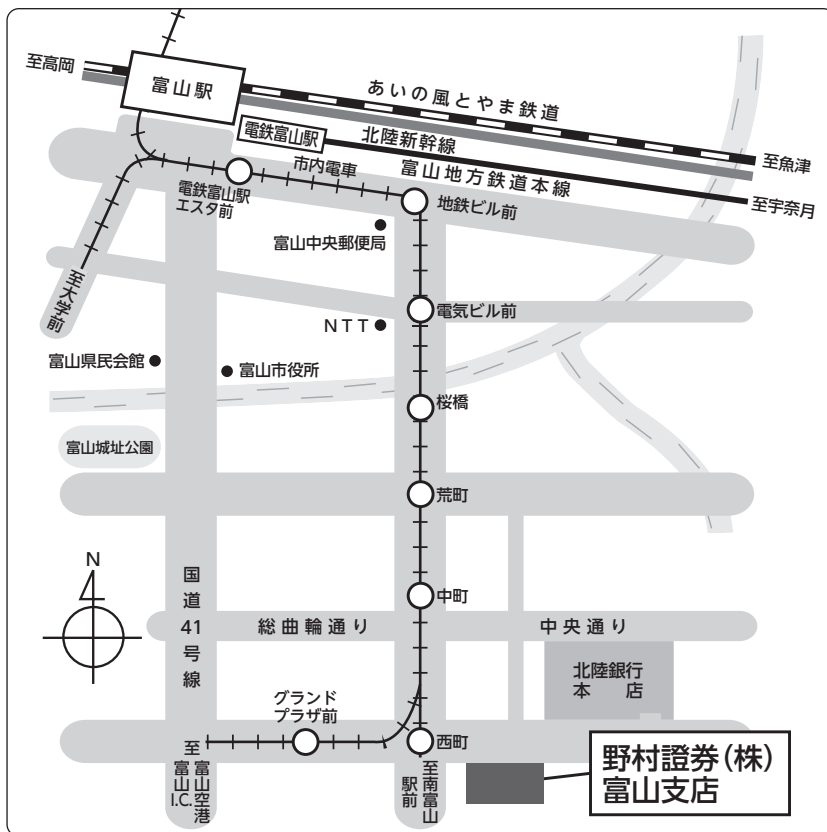 至高岡
富山駅
あいの風とやま鉄道
電鉄富山駅
北陸新幹線
至魚津
市内電車
富山地方鉄道本線
至宇奈月
電鉄富山駅
エスタ前
地鉄ビル前
富山中央郵便局
至大学前
電気ビル前
NTT
富山県民会館
富山市役所
桜橋
富山城址公園
荒町
N
国道41号線
中町
総曲輪通り
中央通り
北陸銀行
本店
グランド
プラザ前
西町
至
富山空港
富山I.C.
至南富山
駅前
野村證券(株)
富山支店